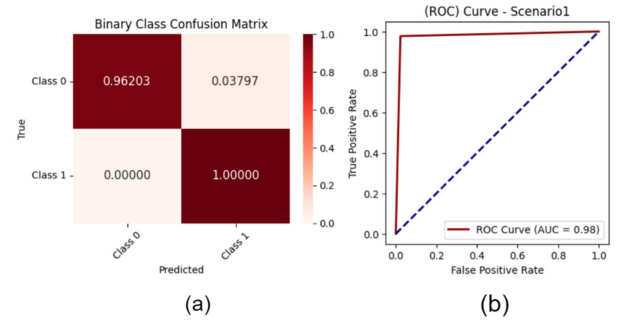 Binary Class Confusion Matrix
Class 0
0.96203
0.03797
Class 1
0.00000
1.00000
True
Class 0
Class 1
Predicted
1.0
0.8
0.6
0.4
0.2
0.0
(a)
(ROC) Curve - Scenario1
True Positive Rate
1.0
0.8
0.6
0.4
0.2
0.0
ROC Curve (AUC = 0.98)
0.0 0.2 0.4 0.6 0.8 1.0
False Positive Rate
(b)